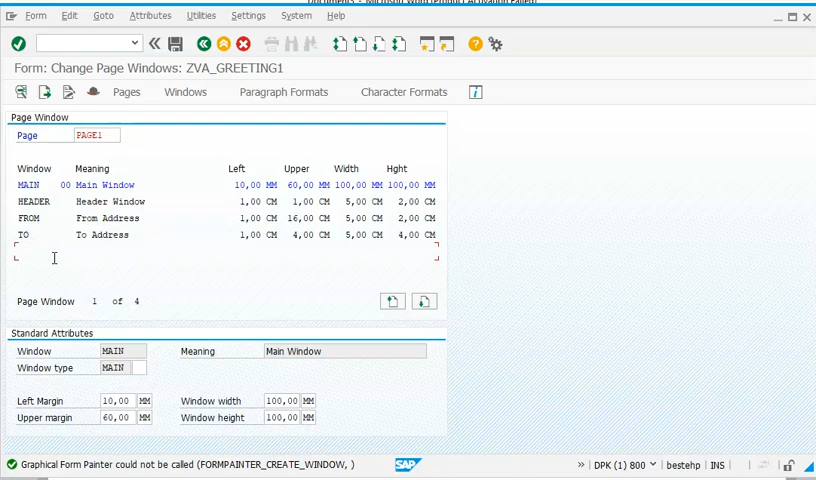 Form Edit Goto Attributes Utilities Settings System Help
Form: Change Page Windows: ZVA_GREETING1
Pages Windows Paragraph Formats Character Formats
Page Window
Page PAGE1
Window Meaning Left Upper Width Hght
MAIN 00 Main Window 10,00 MM 60,00 MM 100,00 MM 100,00 MM
HEADER Header Window 1,00 CM 1,00 CM 5,00 CM 2,00 CM
FROM From Address 1,00 CM 16,00 CM 5,00 CM 2,00 CM
TO To Address 1,00 CM 4,00 CM 5,00 CM 4,00 CM
Page Window 1 of 4
Standard Attributes
Window MAIN Meaning Main Window
Window type MAIN
Left Margin 10,00 MM Window width 100,00 MM
Upper margin 60,00 MM Window height 100,00 MM
Graphical Form Painter could not be called (FORMPAINTER_CREATE_WINDOW, ) SAP DPK (1) 800 bestehp INS